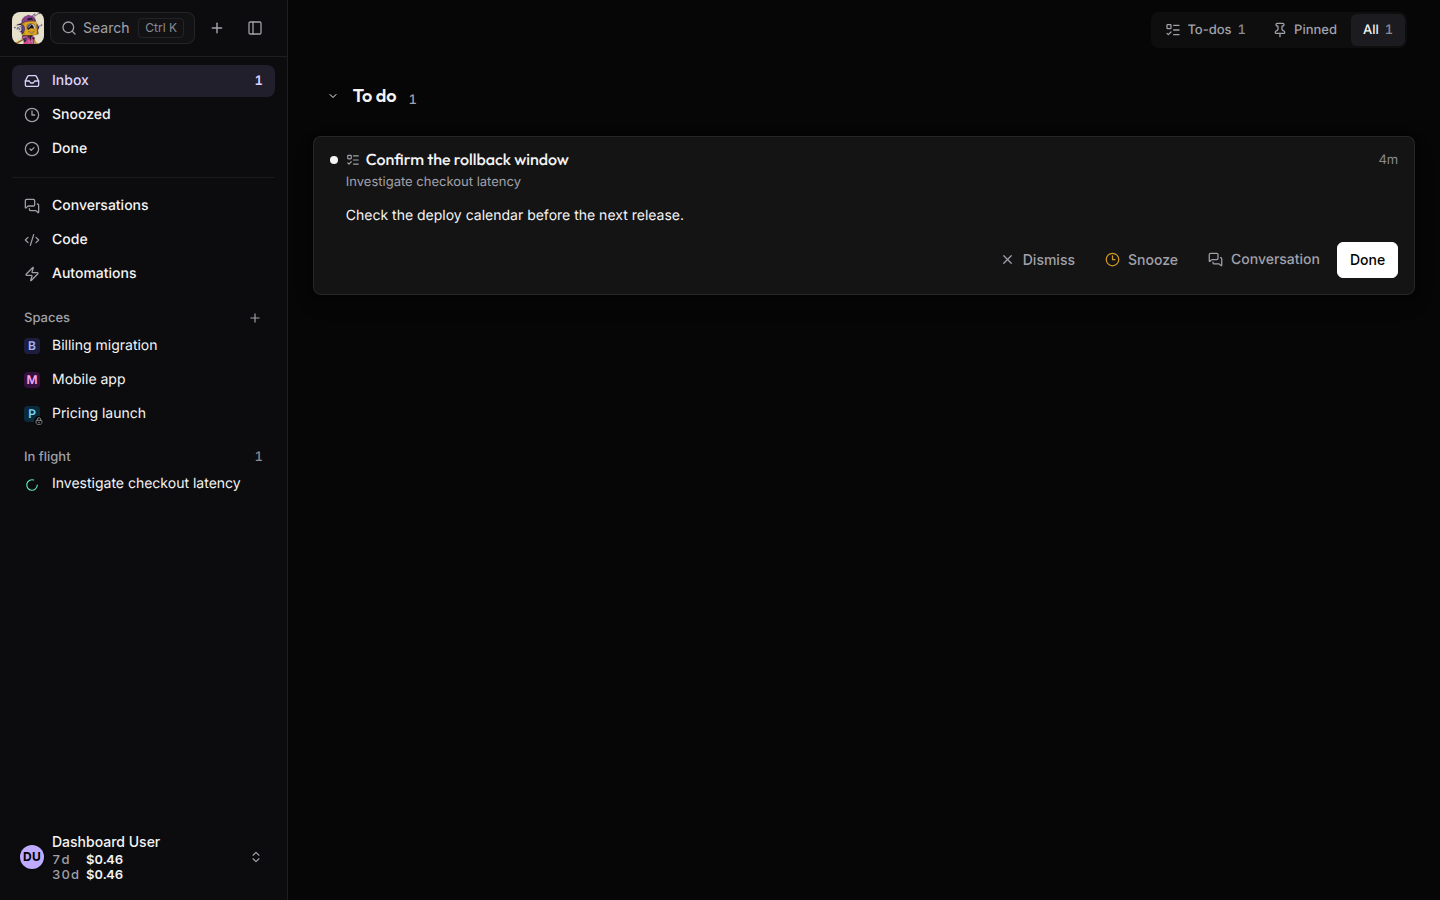 Search Ctrl K
Inbox 1
Snoozed
Done
Conversations
Code
Automations
Spaces
B Billing migration
M Mobile app
P Pricing launch
In flight 1
Investigate checkout latency
DU Dashboard User
7d $0.46
30d $0.46
To-dos 1 Pinned All 1
To do 1
Confirm the rollback window 4m
Investigate checkout latency
Check the deploy calendar before the next release.
Dismiss Snooze Conversation Done